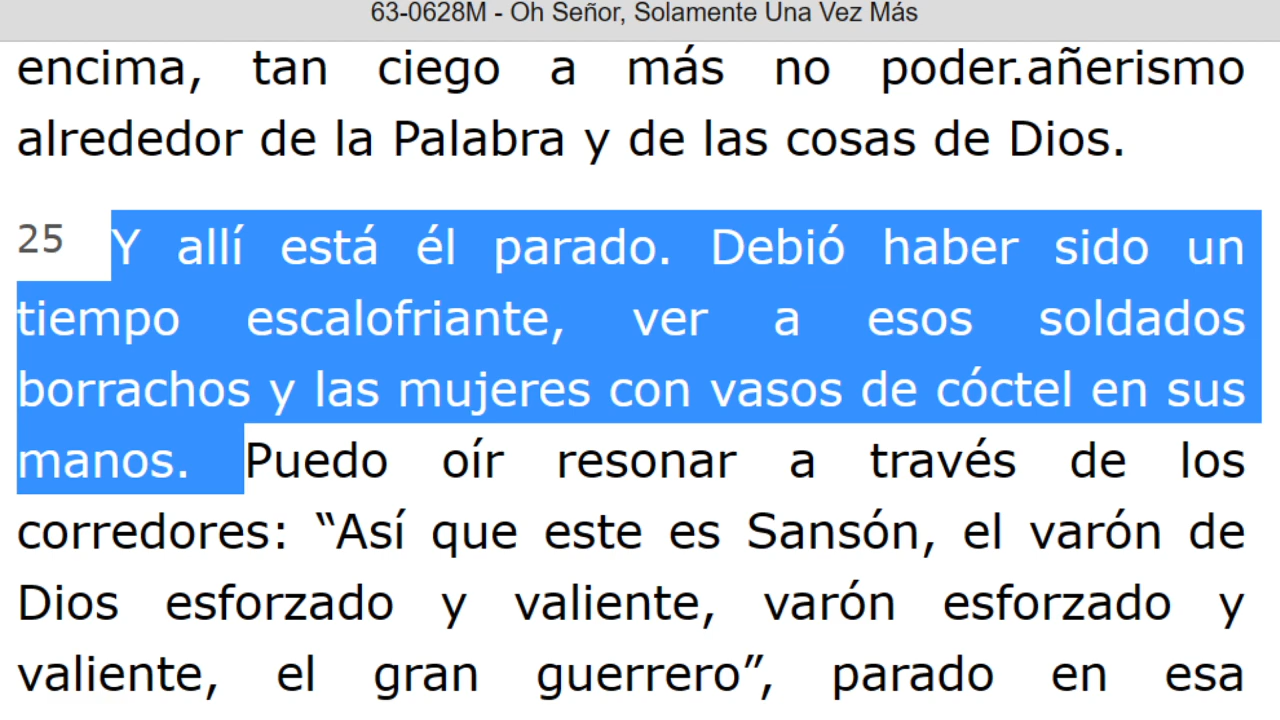 63-0628M - Oh Señor, Solamente Una Vez Más
encima, tan ciego a más no poder.añerismo
alrededor de la Palabra y de las cosas de Dios.
25 Y allí está él parado. Debió haber sido un
tiempo escalofriante, ver a esos soldados
borrachos y las mujeres con vasos de cóctel en sus
manos. Puedo oír resonar a través de los
corredores: “Así que este es Sansón, el varón de
Dios esforzado y valiente, varón esforzado y
valiente, el gran guerrero”, parado en esa